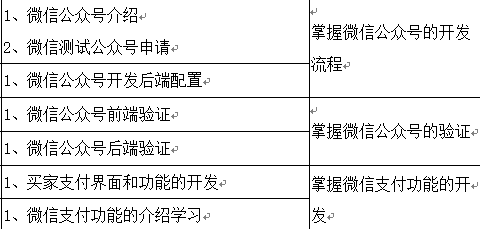 1、微信公众号介绍
2、微信测试公众号申请
1、微信公众号开发后端配置
掌握微信公众号的开发
流程
1、微信公众号前端验证
1、微信公众号后端验证
掌握微信公众号的验证
1、买家支付界面和功能的开发
1、微信支付功能的介绍学习
掌握微信支付功能的开
发